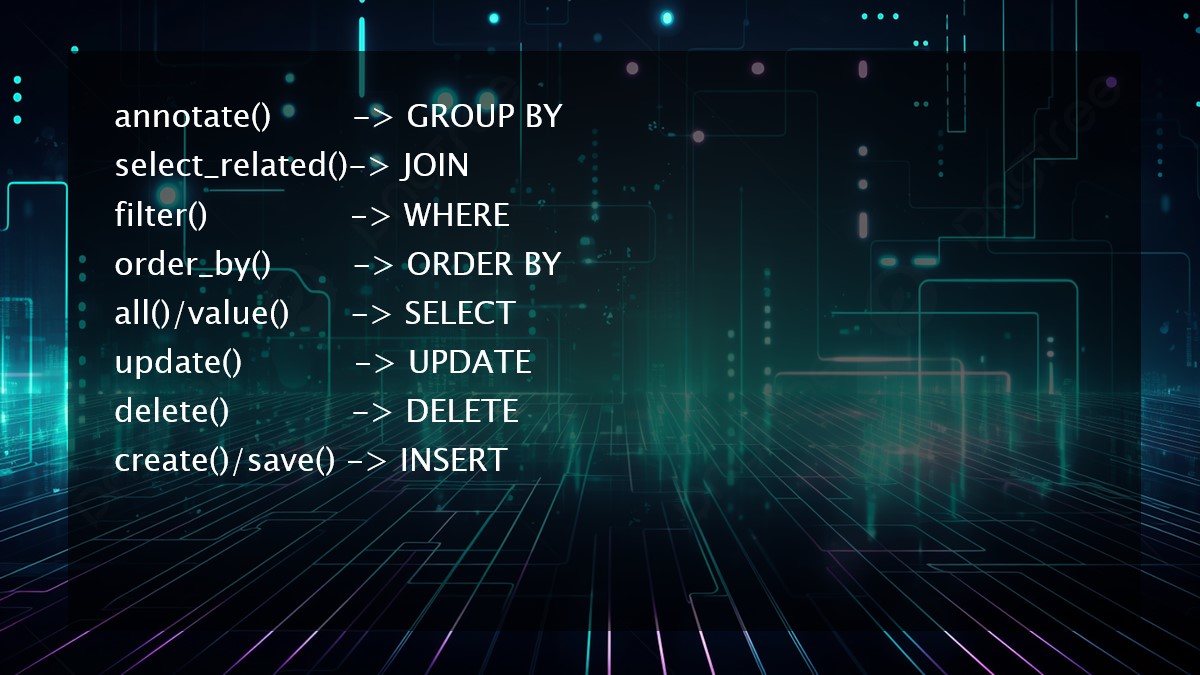 annotate() -> GROUP BY
select_related()-> JOIN
filter() -> WHERE
order_by() -> ORDER BY
all()/value() -> SELECT
update() -> UPDATE
delete() -> DELETE
create()/save() -> INSERT